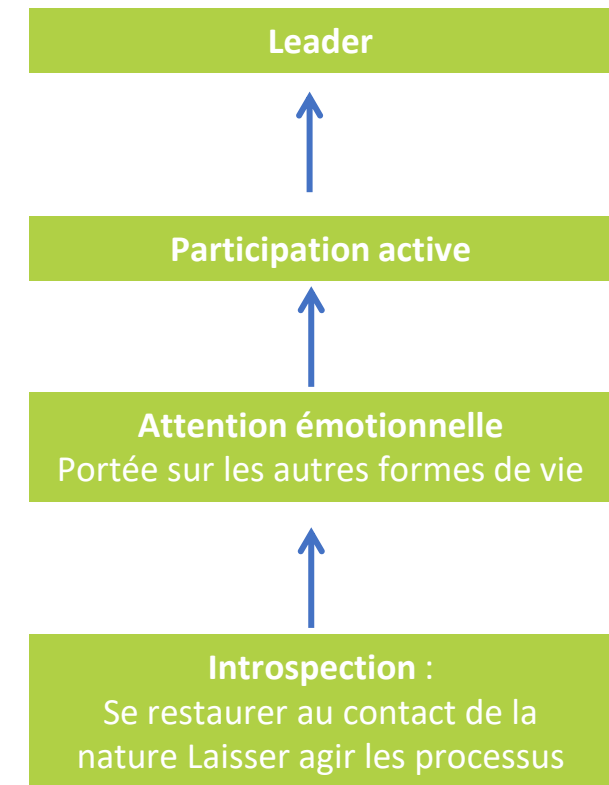 Leader
Participation active
Attention émotionnelle
Portée sur les autres formes de vie
Introspection :
Se restaurer au contact de la
nature Laisser agir les processus